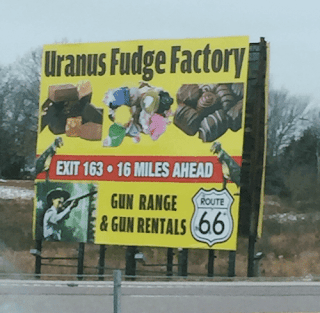 Uranus Fudge Factory
EXIT 163 • 16 MILES AHEAD
GUN RANGE
& GUN RENTALS
ROUTE
66